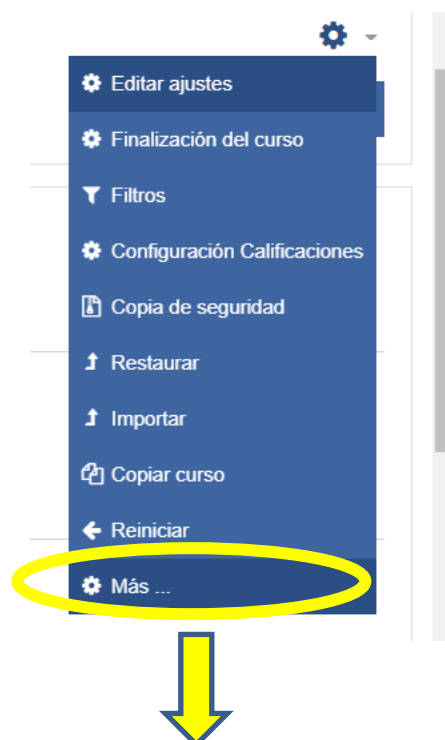 Editar ajustes
Finalización del curso
Filtros
Configuración Calificaciones
Copia de seguridad
Restaurar
Importar
Copiar curso
Reiniciar
Más ...